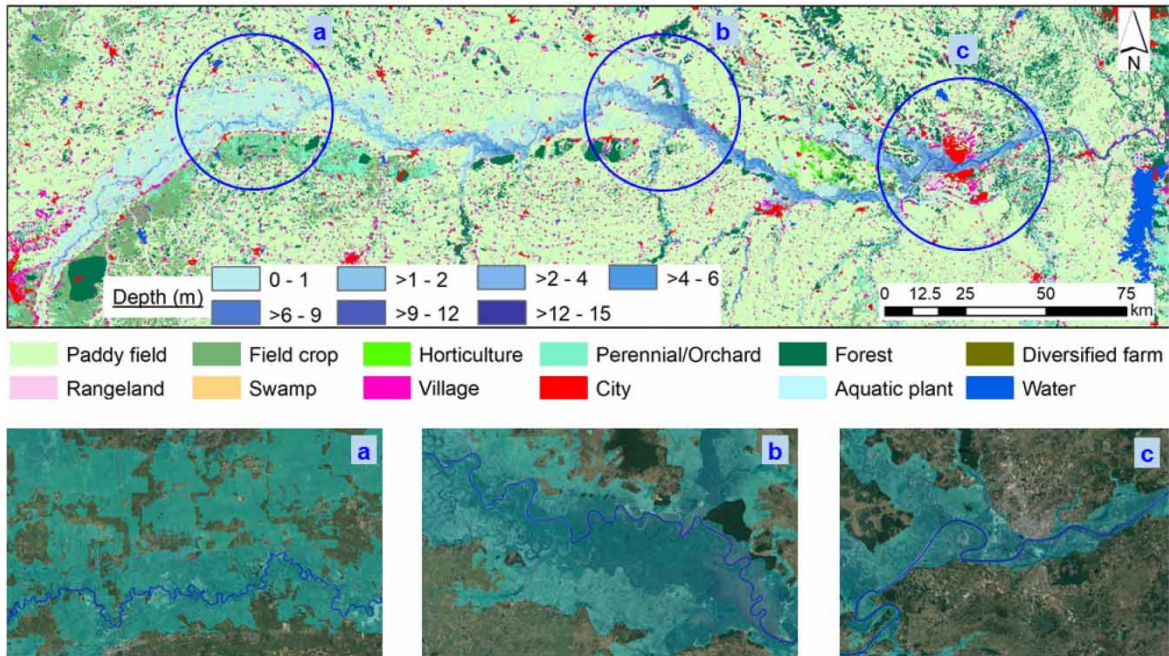 a
b
c
N
Depth (m)
0 - 1
>1 - 2
>2 - 4
>4 - 6
>6 - 9
>9 - 12
>12 - 15
0 12.5 25 50 75
km
Paddy field Field crop Horticulture Perennial/Orchard Forest Diversified farm
Rangeland Swamp Village City Aquatic plant Water
a
b
c